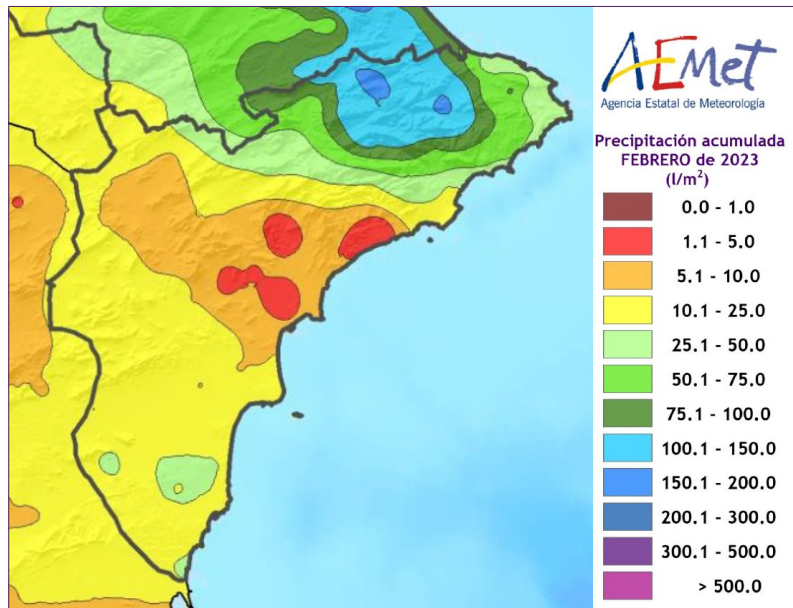 AEMet
Agencia Estatal de Meteorología
Precipitación acumulada
FEBRERO de 2023
(l/m²)
0.0 - 1.0
1.1 - 5.0
5.1 - 10.0
10.1 - 25.0
25.1 - 50.0
50.1 - 75.0
75.1 - 100.0
100.1 - 150.0
150.1 - 200.0
200.1 - 300.0
300.1 - 500.0
> 500.0